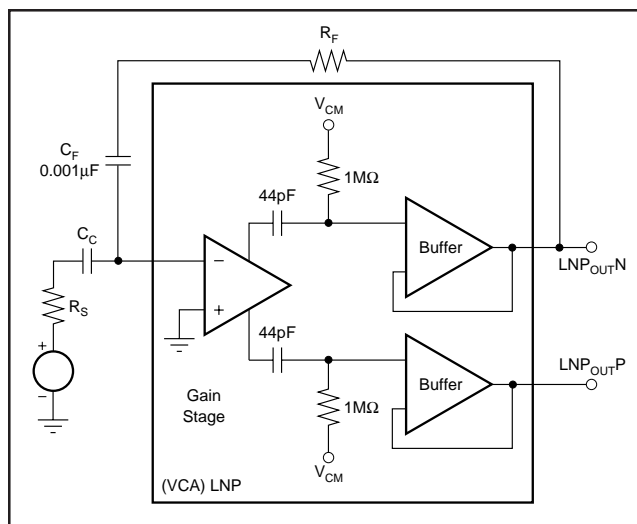 R_F
V_CM
C_F
0.001µF
1MΩ
44pF
C_C
Buffer
−
LNP_OUTN
R_S
+
+
44pF
LNP_OUTP
Buffer
−
Gain
Stage
1MΩ
(VCA) LNP
V_CM